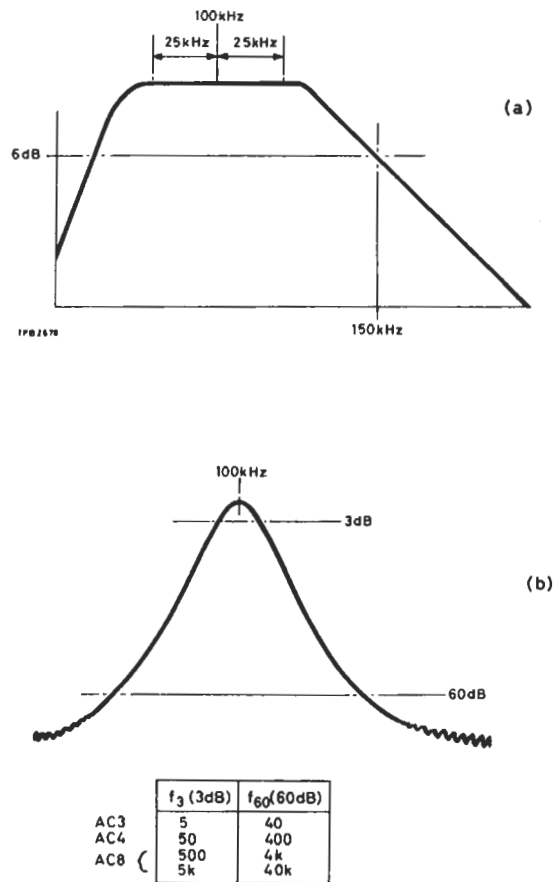 100kHz
25kHz 25kHz
(a)
6dB
TPB2678
150kHz
100kHz
3dB
(b)
60dB
f3 (3dB) f60 (60dB)
AC3 5 40
AC4 50 400
AC8 { 500 4k
5k 40k